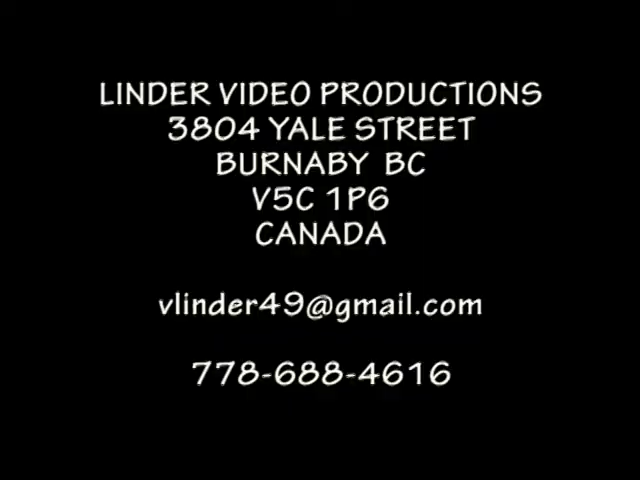 LINDER VIDEO PRODUCTIONS
3804 YALE STREET
BURNABY BC
V5C 1P6
CANADA
vlinder49@gmail.com
778-688-4616